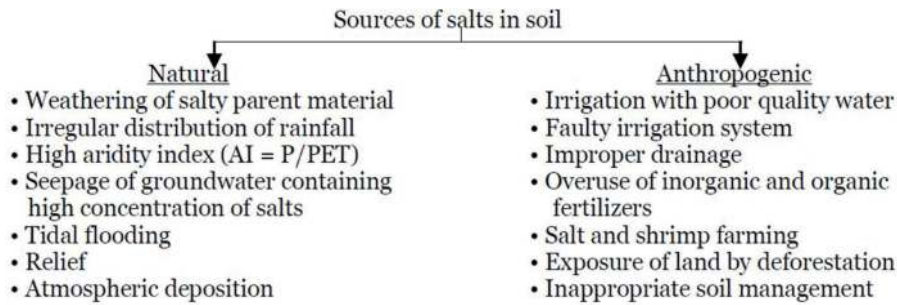 Sources of salts in soil
Natural
• Weathering of salty parent material
• Irregular distribution of rainfall
• High aridity index (AI = P/PET)
• Seepage of groundwater containing
high concentration of salts
• Tidal flooding
• Relief
• Atmospheric deposition
Anthropogenic
• Irrigation with poor quality water
• Faulty irrigation system
• Improper drainage
• Overuse of inorganic and organic
fertilizers
• Salt and shrimp farming
• Exposure of land by deforestation
• Inappropriate soil management